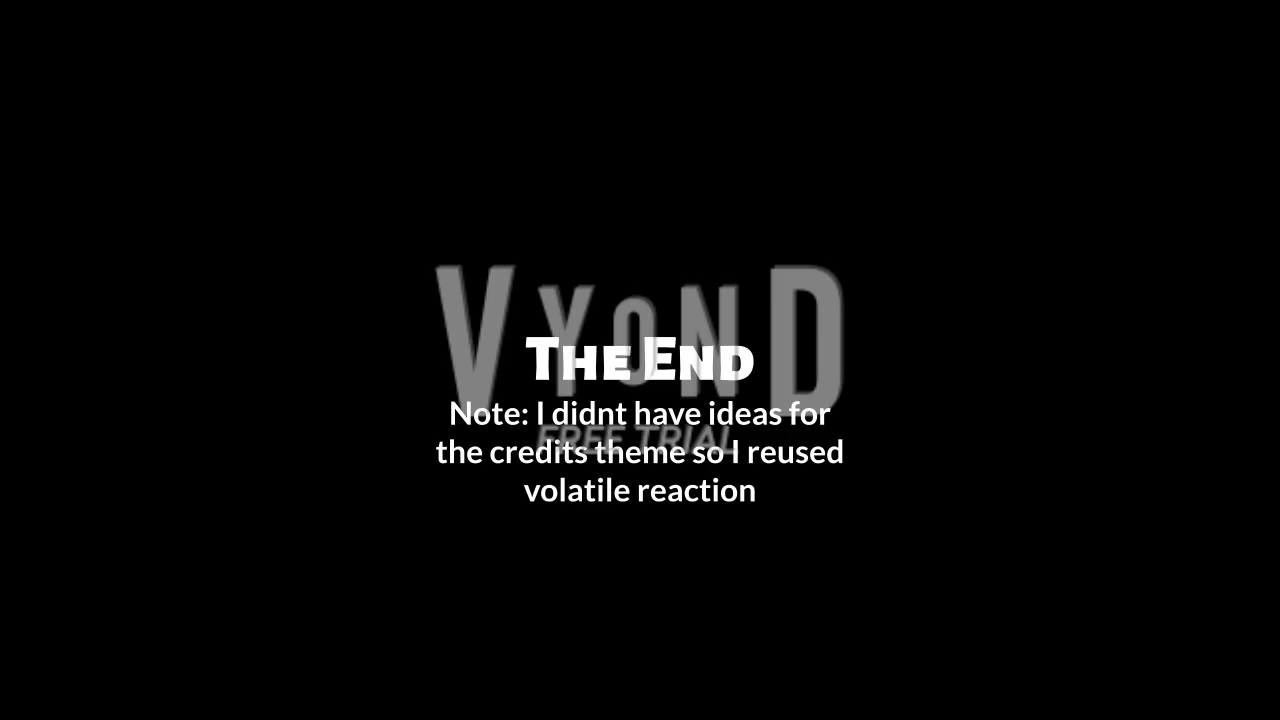 VYOND
THE END
Note: I didnt have ideas for
FREE TRIAL
the credits theme so I reused
volatile reaction